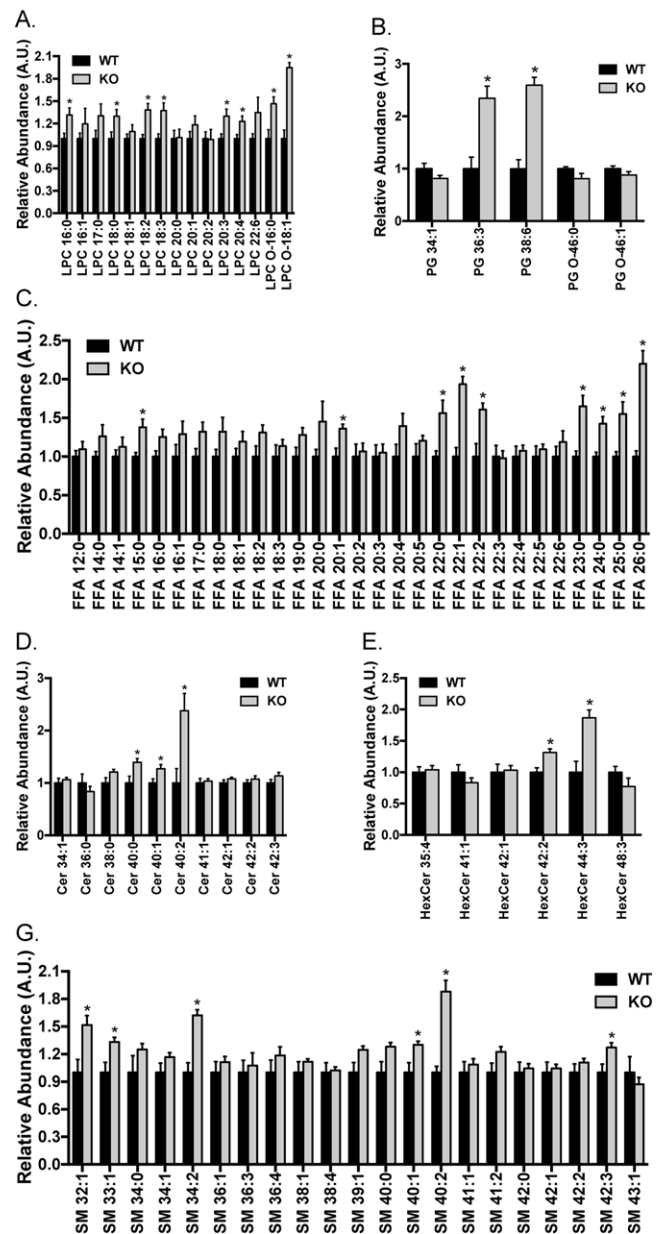 A.
Relative Abundance (A.U.)
2.1
1.8
1.5
1.2
0.9
0.6
0.3
0.0
WT
KO
* * * * * * * *
LPC 16:0
LPC 16:1
LPC 17:0
LPC 18:0
LPC 18:1
LPC 18:2
LPC 18:3
LPC 20:0
LPC 20:1
LPC 20:2
LPC 20:3
LPC 20:4
LPC 22:6
LPC O-16:0
LPC O-18:1
B.
Relative Abundance (A.U.)
3
2
1
0
WT
KO
* *
PG 34:1
PG 36:3
PG 38:6
PG O-46:0
PG O-46:1
C.
Relative Abundance (A.U.)
2.5
2.0
1.5
1.0
0.5
0.0
WT
KO
* * * * * * * * *
FFA 12:0
FFA 14:0
FFA 14:1
FFA 15:0
FFA 16:0
FFA 16:1
FFA 17:0
FFA 18:0
FFA 18:1
FFA 18:2
FFA 18:3
FFA 19:0
FFA 20:0
FFA 20:1
FFA 20:2
FFA 20:3
FFA 20:4
FFA 20:5
FFA 22:0
FFA 22:1
FFA 22:2
FFA 22:3
FFA 22:4
FFA 22:5
FFA 22:6
FFA 23:0
FFA 24:0
FFA 25:0
FFA 26:0
D.
Relative Abundance (A.U.)
3
2
1
0
WT
KO
* * *
Cer 34:1
Cer 36:0
Cer 38:0
Cer 40:0
Cer 40:1
Cer 40:2
Cer 41:1
Cer 42:1
Cer 42:2
Cer 42:3
E.
Relative Abundance (A.U.)
2.5
2.0
1.5
1.0
0.5
0.0
WT
KO
* *
HexCer 35:4
HexCer 41:1
HexCer 42:1
HexCer 42:2
HexCer 44:3
HexCer 48:3
G.
Relative Abundance (A.U.)
2.1
1.8
1.5
1.2
0.9
0.6
0.3
0.0
WT
KO
* * * * * *
SM 32:1
SM 33:1
SM 34:0
SM 34:1
SM 34:2
SM 36:1
SM 36:3
SM 36:4
SM 38:1
SM 38:4
SM 39:1
SM 40:0
SM 40:1
SM 40:2
SM 41:1
SM 41:2
SM 42:0
SM 42:1
SM 42:2
SM 42:3
SM 43:1